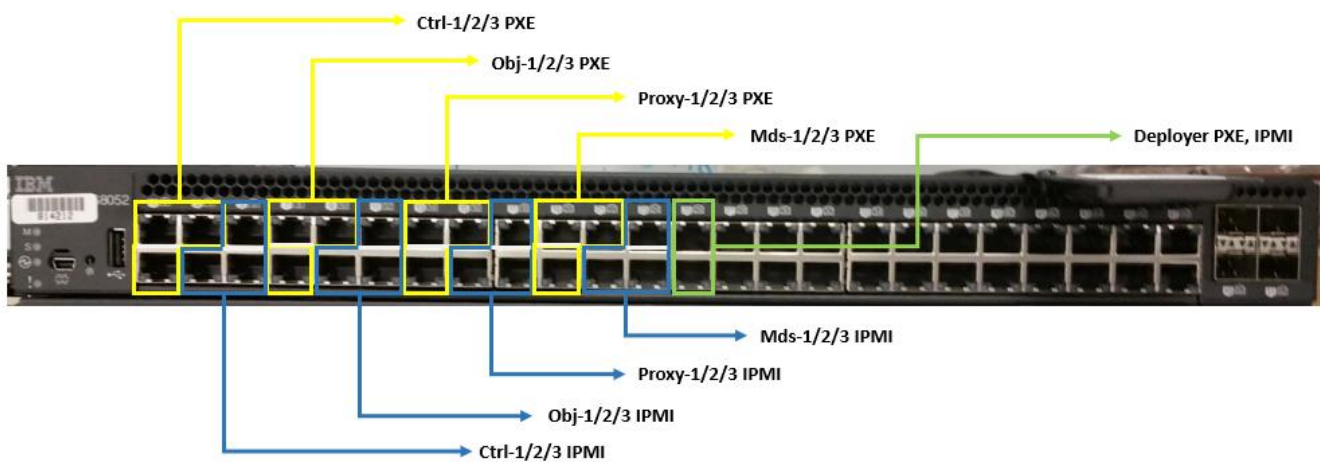 Ctrl-1/2/3 PXE
Obj-1/2/3 PXE
Proxy-1/2/3 PXE
Mds-1/2/3 PXE
Deployer PXE, IPMI
IBM
G8052
M
S
Mds-1/2/3 IPMI
Proxy-1/2/3 IPMI
Obj-1/2/3 IPMI
Ctrl-1/2/3 IPMI